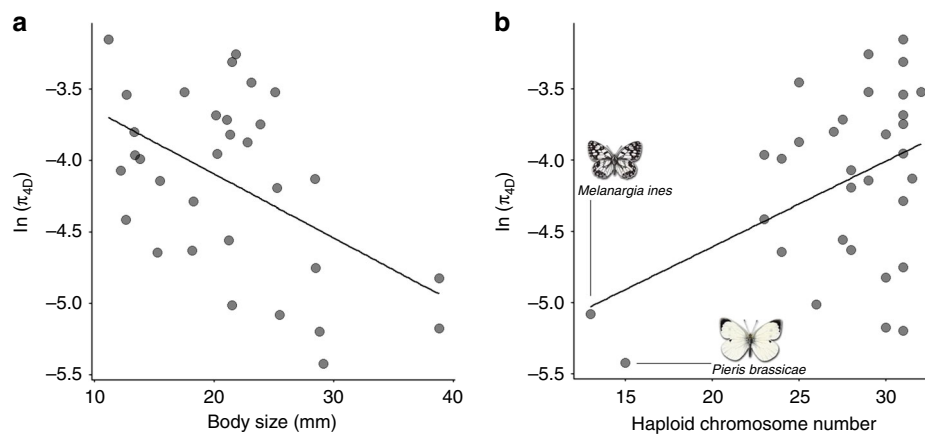 a
ln (π4D)
−3.5
−4.0
−4.5
−5.0
−5.5
10
20
30
40
Body size (mm)
b
ln (π4D)
−3.5
−4.0
−4.5
−5.0
−5.5
Melanargia ines
Pieris brassicae
15
20
25
30
Haploid chromosome number